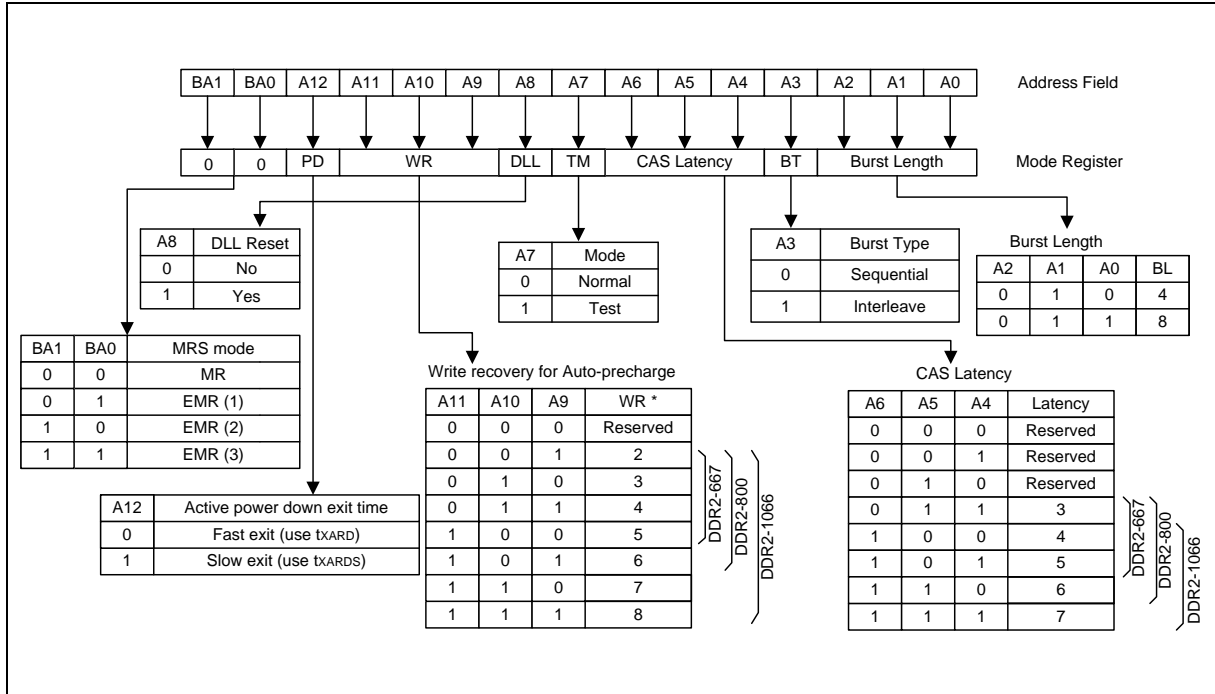 BA1 BA0 A12 A11 A10 A9 A8 A7 A6 A5 A4 A3 A2 A1 A0 Address Field
0 0 PD WR DLL TM CAS Latency BT Burst Length Mode Register
A8 DLL Reset
0 No
1 Yes
A7 Mode
0 Normal
1 Test
A3 Burst Type
0 Sequential
1 Interleave
Burst Length
A2 A1 A0 BL
0 1 0 4
0 1 1 8
BA1 BA0 MRS mode
0 0 MR
0 1 EMR (1)
1 0 EMR (2)
1 1 EMR (3)
A12 Active power down exit time
0 Fast exit (use tXARD)
1 Slow exit (use tXARDS)
Write recovery for Auto-precharge
A11 A10 A9 WR *
0 0 0 Reserved
0 0 1 2
0 1 0 3
0 1 1 4
1 0 0 5
1 0 1 6
1 1 0 7
1 1 1 8
DDR2-667
DDR2-800
DDR2-1066
CAS Latency
A6 A5 A4 Latency
0 0 0 Reserved
0 0 1 Reserved
0 1 0 Reserved
0 1 1 3
1 0 0 4
1 0 1 5
1 1 0 6
1 1 1 7
DDR2-667
DDR2-800
DDR2-1066